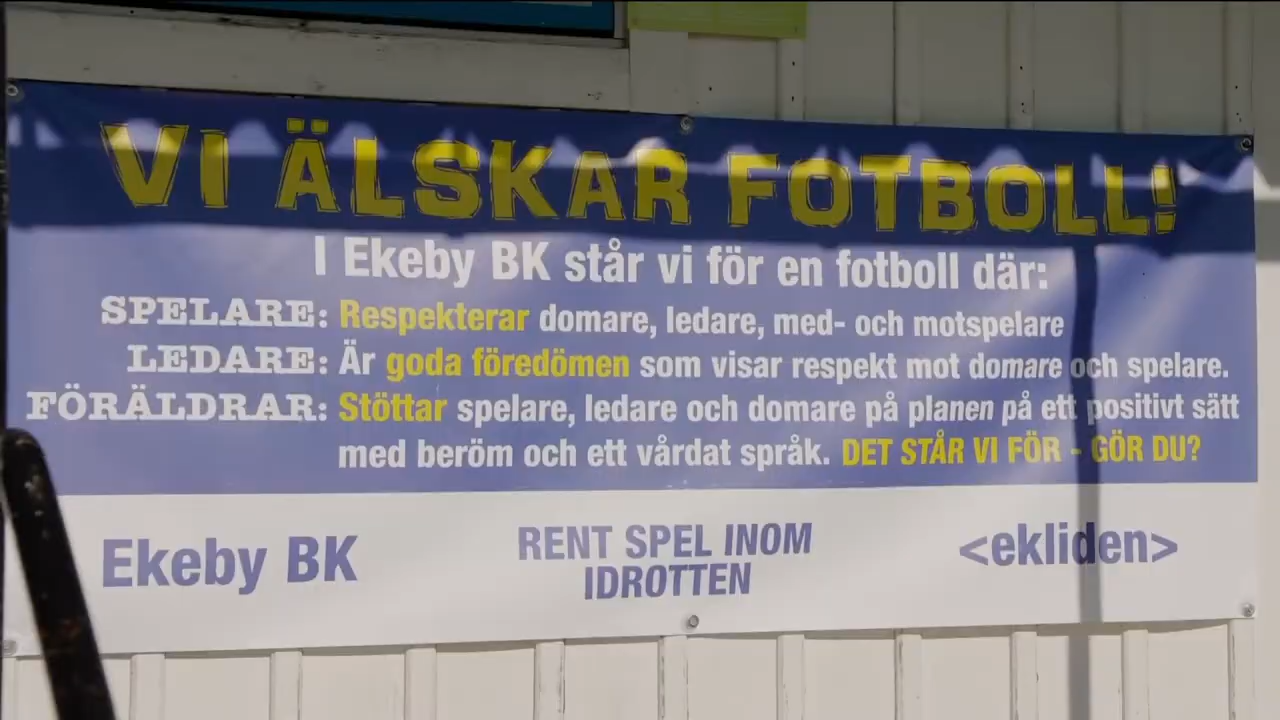 VI ÄLSKAR FOTBOLL!
I Ekeby BK står vi för en fotboll där:
SPELARE: Respekterar domare, ledare, med- och motspelare
LEDARE: Är goda föredömen som visar respekt mot domare och spelare.
FÖRÄLDRAR: Stöttar spelare, ledare och domare på planen på ett positivt sätt
med beröm och ett vårdat språk. DET STÅR VI FÖR - GÖR DU?
Ekeby BK
RENT SPEL INOM
IDROTTEN
<ekliden>